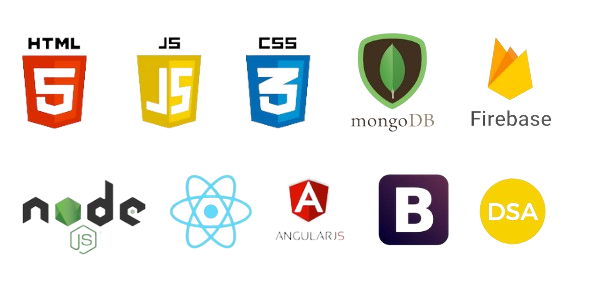 HTML
5
JS
JS
CSS
3
mongoDB
Firebase
node
JS
A
ANGULARJS
B
DSA